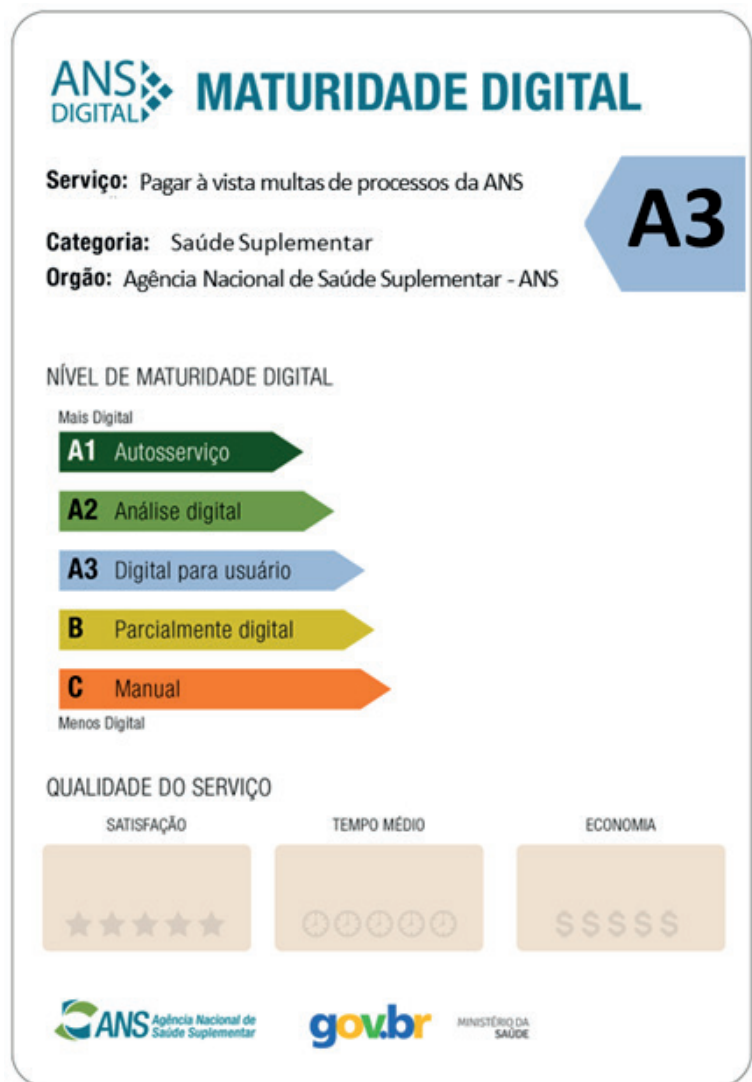 ANS
DIGITAL
MATURIDADE DIGITAL
Serviço: Pagar à vista multas de processos da ANS
A3
Categoria: Saúde Suplementar
Orgão: Agência Nacional de Saúde Suplementar - ANS
NÍVEL DE MATURIDADE DIGITAL
Mais Digital
A1 Autosserviço
A2 Análise digital
A3 Digital para usuário
B Parcialmente digital
C Manual
Menos Digital
QUALIDADE DO SERVIÇO
SATISFAÇÃO TEMPO MÉDIO ECONOMIA
$ $ $ $ $
ANS Agência Nacional de
Saúde Suplementar
gov.br
MINISTÉRIO DA
SAÚDE